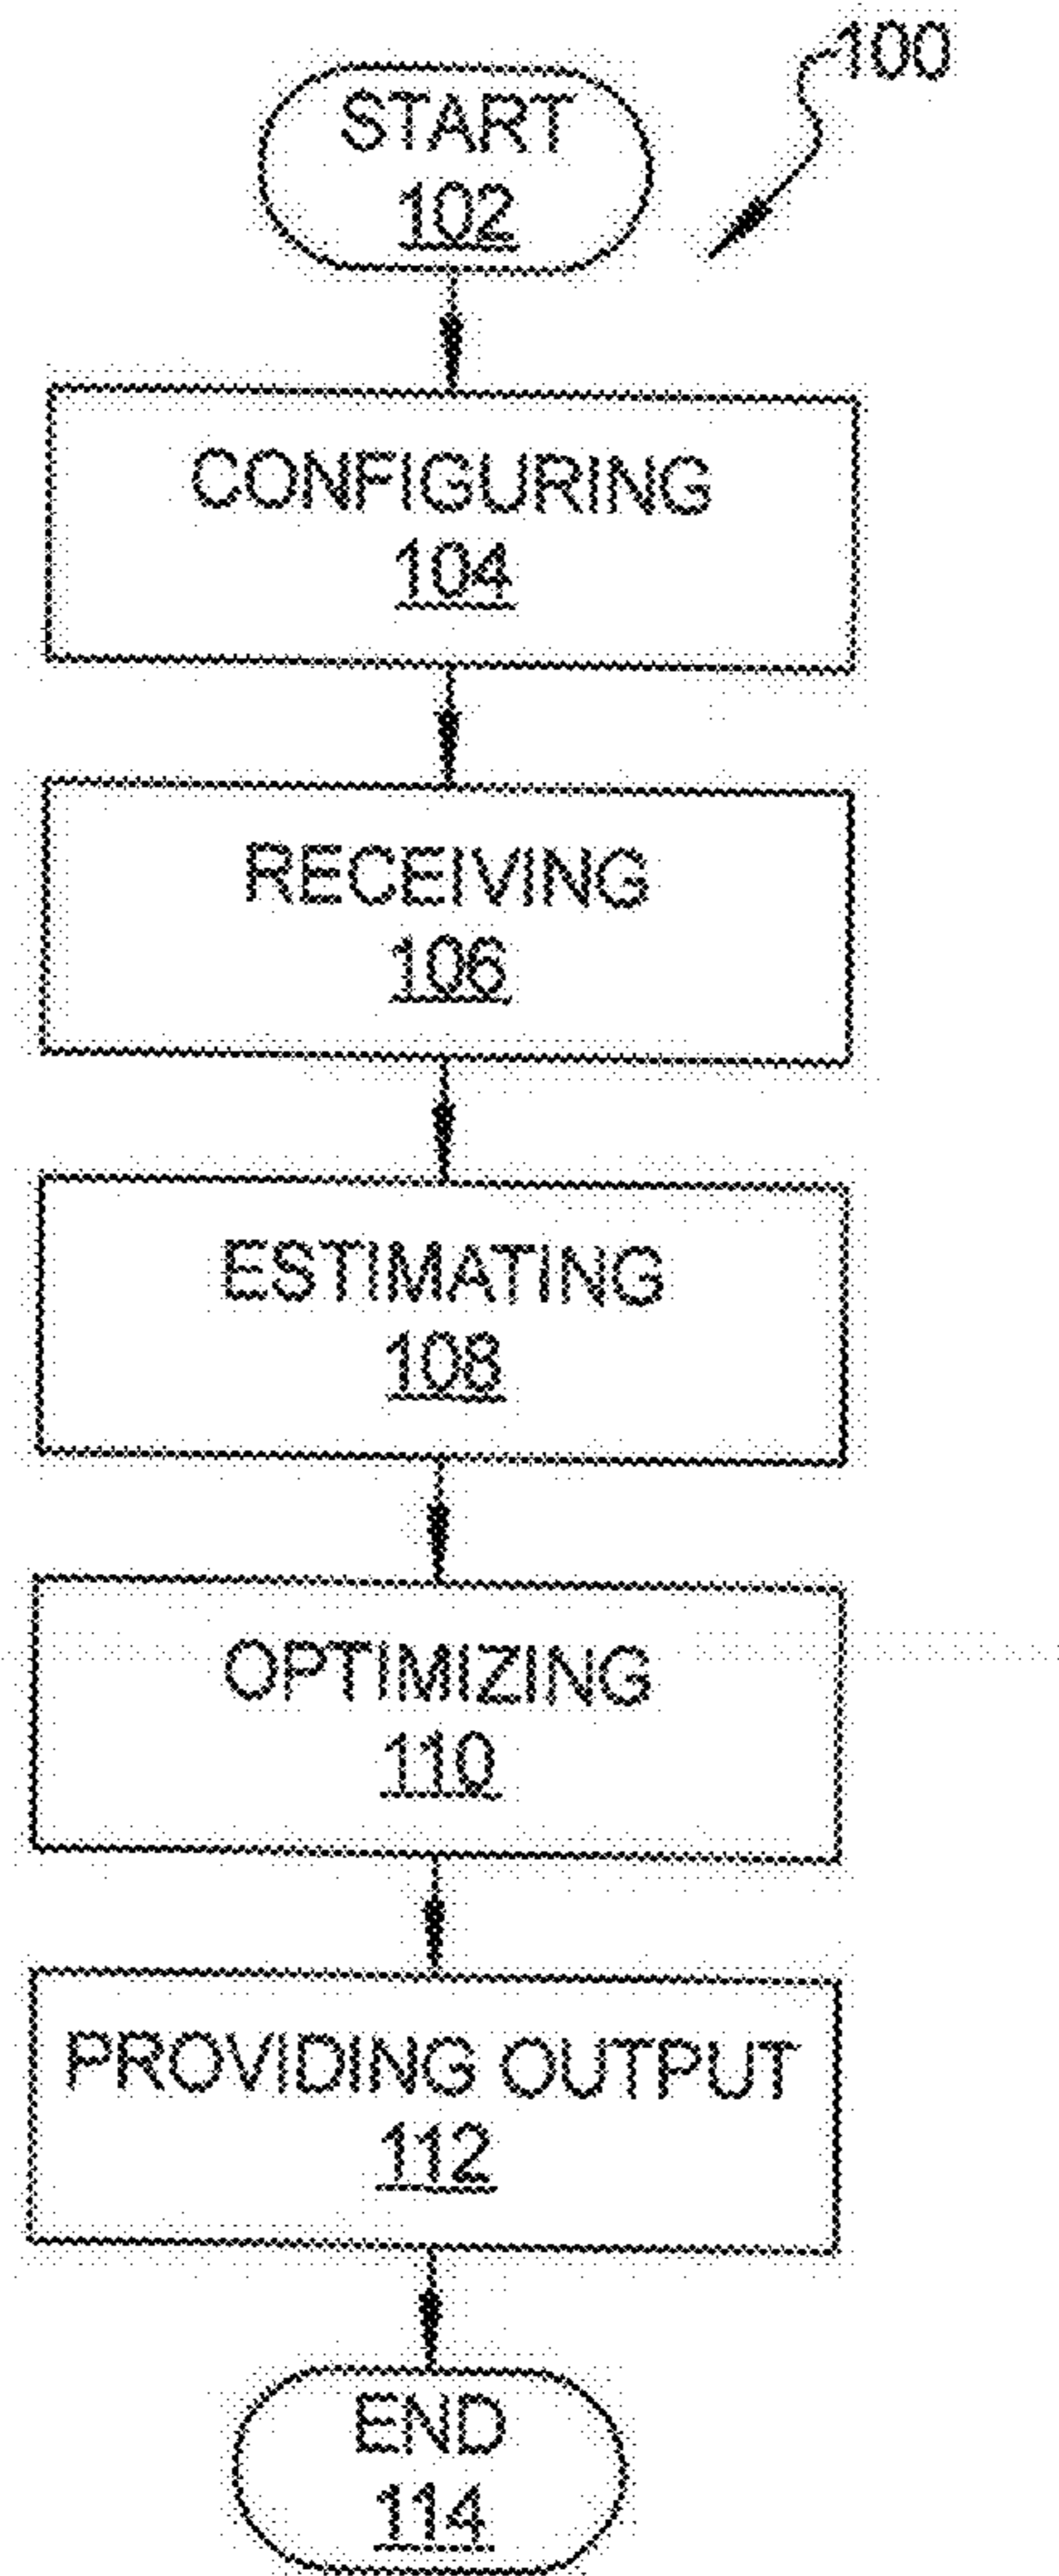 100
START
102
CONFIGURING
104
RECEIVING
106
ESTIMATING
108
OPTIMIZING
110
PROVIDING OUTPUT
112
END
114